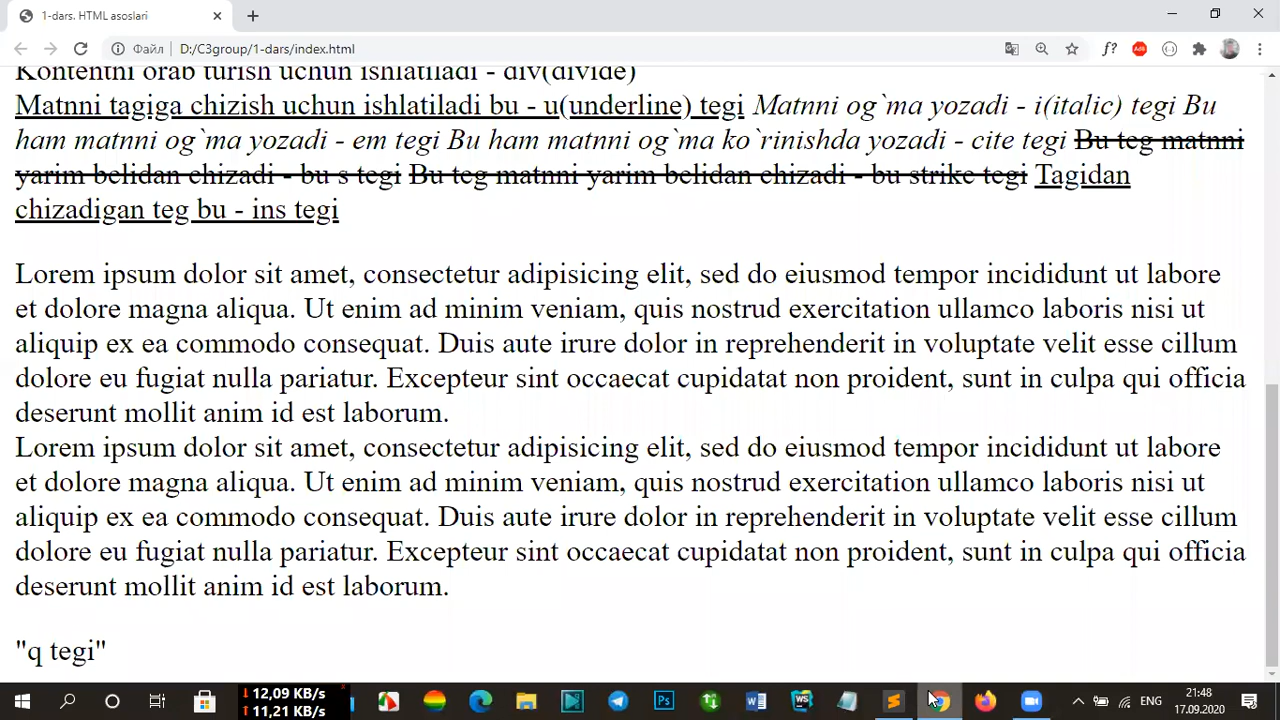 1-dars. HTML asoslari
Файл D:/C3group/1-dars/index.html
Kontentni orab turish uchun ishlatiladi - div(divide)
Matnni tagiga chizish uchun ishlatiladi bu - u(underline) tegi Matnni og`ma yozadi - i(italic) tegi Bu
ham matnni og`ma yozadi - em tegi Bu ham matnni og`ma ko`rinishda yozadi - cite tegi Bu teg matnni
yarim belidan chizadi - bu s tegi Bu teg matnni yarim belidan chizadi - bu strike tegi Tagidan
chizadigan teg bu - ins tegi
Lorem ipsum dolor sit amet, consectetur adipisicing elit, sed do eiusmod tempor incididunt ut labore
et dolore magna aliqua. Ut enim ad minim veniam, quis nostrud exercitation ullamco laboris nisi ut
aliquip ex ea commodo consequat. Duis aute irure dolor in reprehenderit in voluptate velit esse cillum
dolore eu fugiat nulla pariatur. Excepteur sint occaecat cupidatat non proident, sunt in culpa qui officia
deserunt mollit anim id est laborum.
Lorem ipsum dolor sit amet, consectetur adipisicing elit, sed do eiusmod tempor incididunt ut labore
et dolore magna aliqua. Ut enim ad minim veniam, quis nostrud exercitation ullamco laboris nisi ut
aliquip ex ea commodo consequat. Duis aute irure dolor in reprehenderit in voluptate velit esse cillum
dolore eu fugiat nulla pariatur. Excepteur sint occaecat cupidatat non proident, sunt in culpa qui officia
deserunt mollit anim id est laborum.
"q tegi"
12,09 KB/s
11,21 KB/s
ENG
21:48
17.09.2020